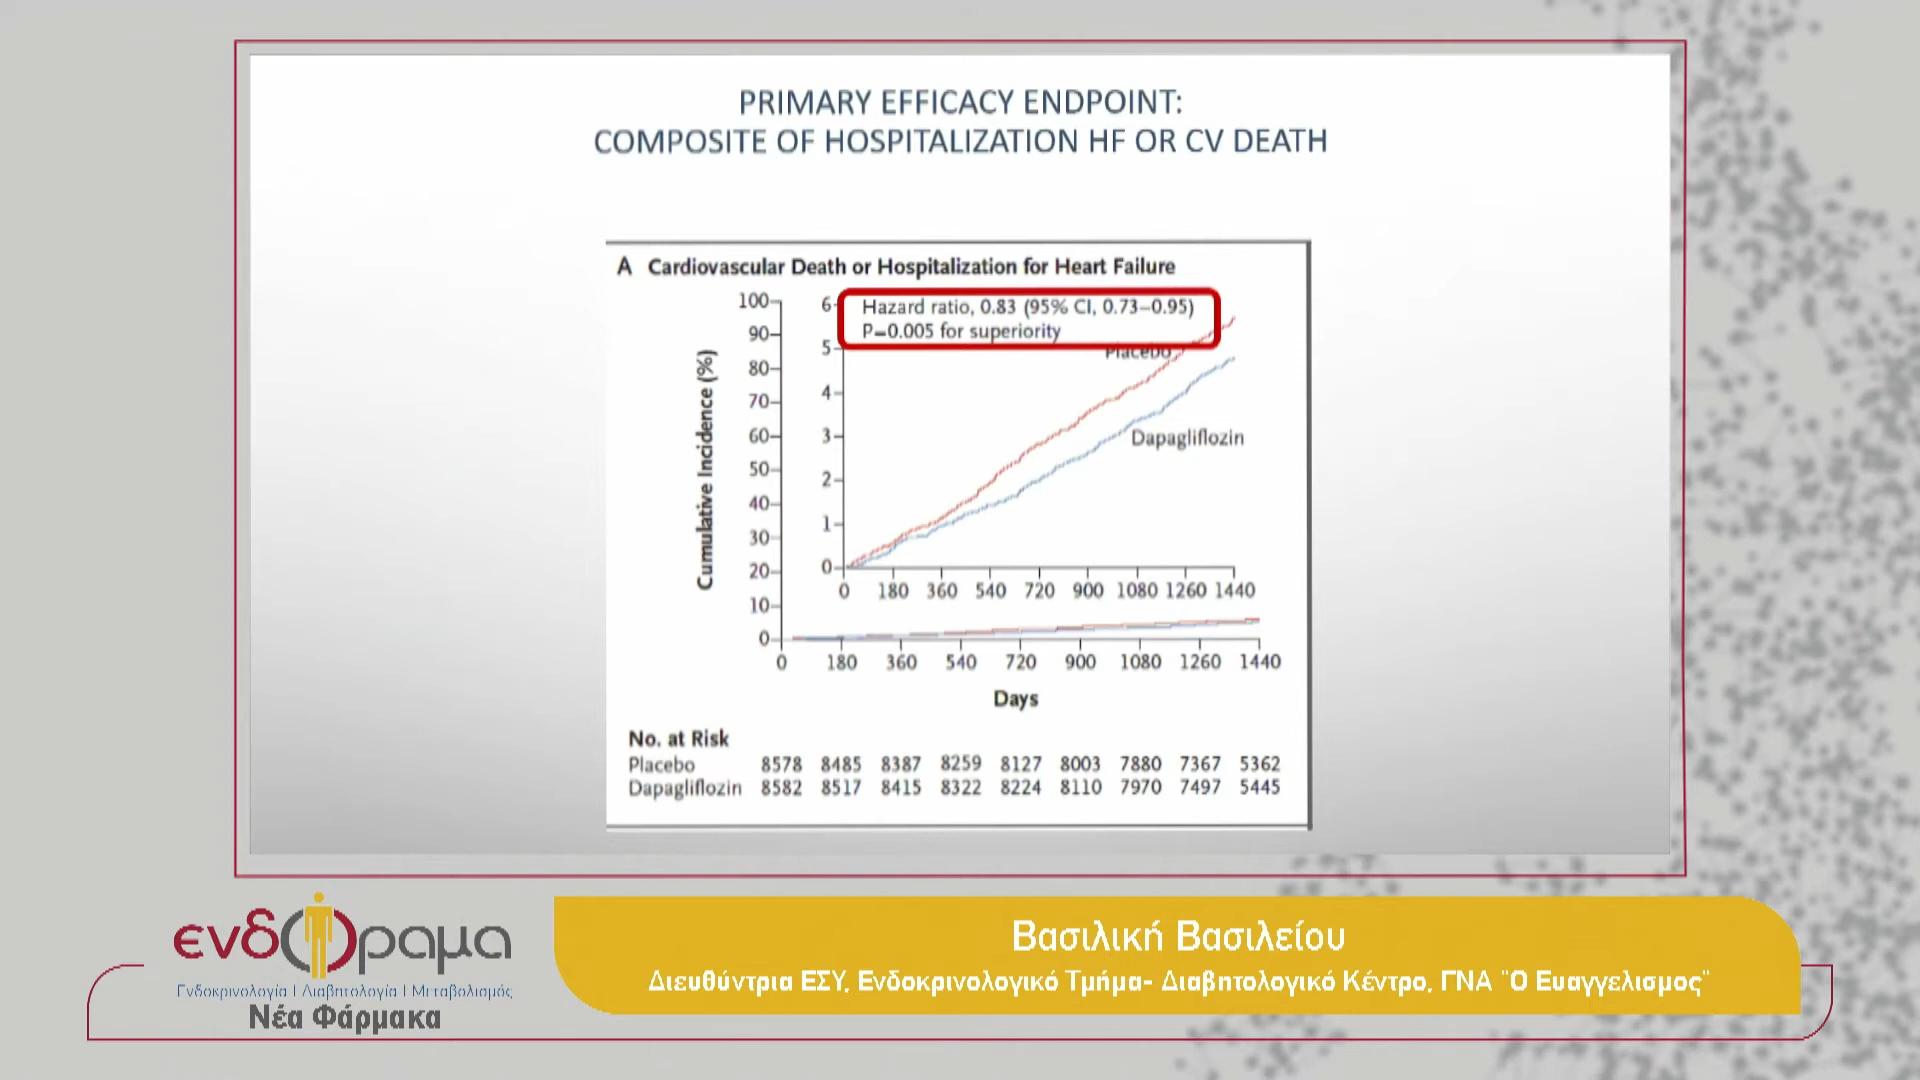 PRIMARY EFFICACY ENDPOINT:
COMPOSITE OF HOSPITALIZATION HF OR CV DEATH
A Cardiovascular Death or Hospitalization for Heart Failure
Hazard ratio, 0.83 (95% CI, 0.73–0.95)
P=0.005 for superiority
Cumulative Incidence (%)
100
90
80
70
60
50
40
30
20
10
0
6
5
4
3
2
1
0
Placebo
Dapagliflozin
0 180 360 540 720 900 1080 1260 1440
0 180 360 540 720 900 1080 1260 1440
Days
No. at Risk
Placebo 8578 8485 8387 8259 8127 8003 7880 7367 5362
Dapagliflozin 8582 8517 8415 8322 8224 8110 7970 7497 5445
ενδόραμα
Ενδοκρινολογία | Διαβητολογία | Μεταβολισμός
Νέα Φάρμακα
Βασιλική Βασιλείου
Διευθύντρια ΕΣΥ, Ενδοκρινολογικό Τμήμα- Διαβητολογικό Κέντρο, ΓΝΑ "Ο Ευαγγελισμος"